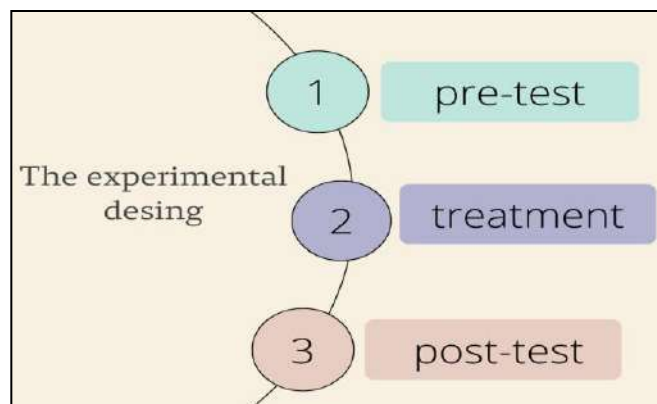 The experimental
desing
1
pre-test
2
treatment
3
post-test